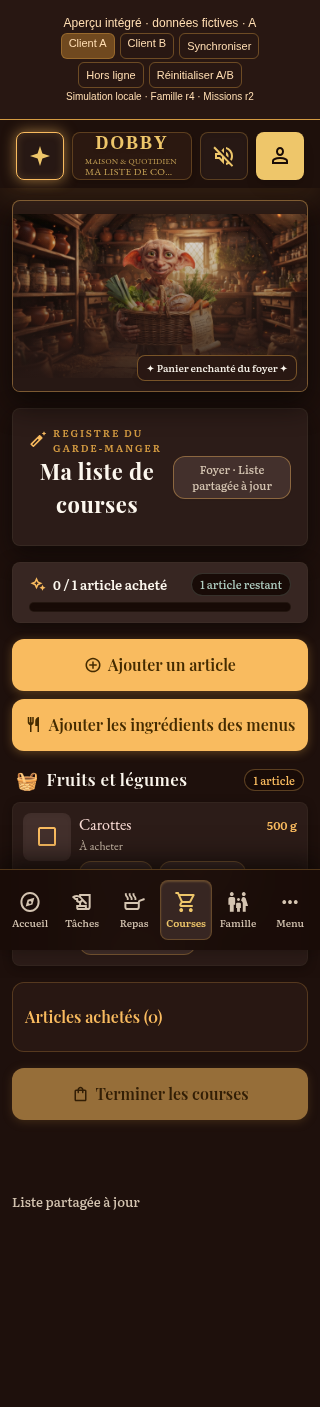 Aperçu intégré · données fictives · A
Client A
Client B
Synchroniser
Hors ligne
Réinitialiser A/B
Simulation locale · Famille r4 · Missions r2
DOBBY
MAISON & QUOTIDIEN
MA LISTE DE CO...
✦ Panier enchanté du foyer ✦
REGISTRE DU
GARDE-MANGER
Ma liste de
courses
Foyer · Liste
partagée à jour
0 / 1 article acheté
1 article restant
Ajouter un article
Ajouter les ingrédients des menus
Fruits et légumes
1 article
Carottes
500 g
À acheter
Accueil
Tâches
Repas
Courses
Famille
Menu
Articles achetés (0)
Terminer les courses
Liste partagée à jour